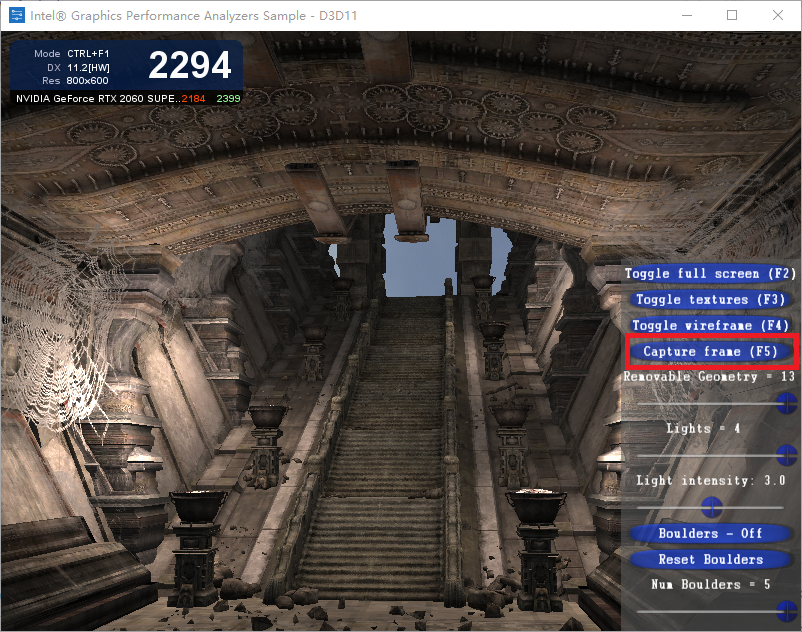 Intel® Graphics Performance Analyzers Sample - D3D11
Mode CTRL+F1
DX 11.2[HW]
Res 800x600
2294
NVIDIA GeForce RTX 2060 SUPE..2184 2399
Toggle full screen (F2)
Toggle textures (F3)
Toggle wireframe (F4)
Capture frame (F5)
Removable Geometry = 13
Lights = 4
Light intensity: 3.0
Boulders - Off
Reset Boulders
Num Boulders = 5